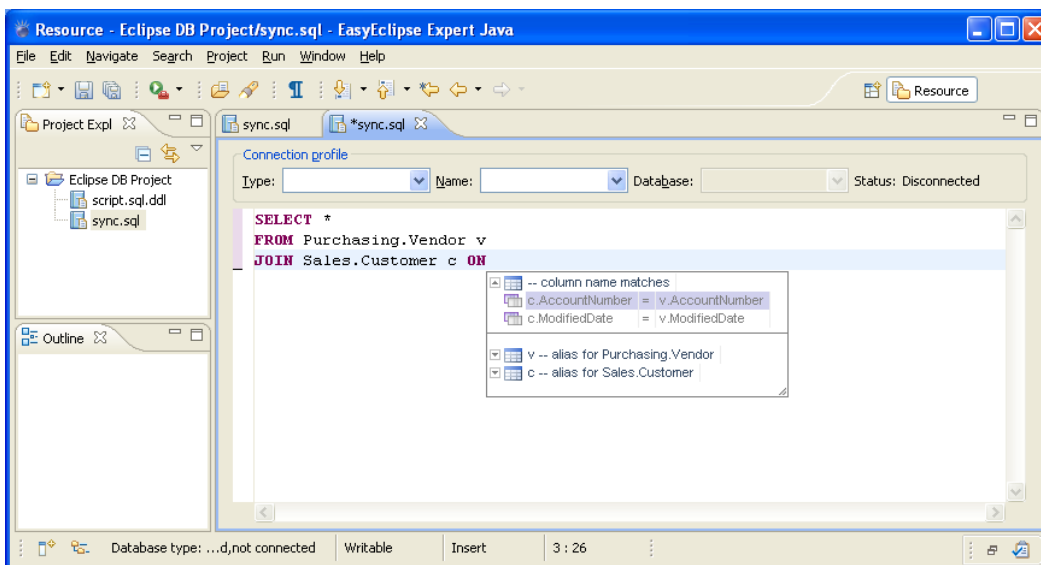 Resource - Eclipse DB Project/sync.sql - EasyEclipse Expert Java
File Edit Navigate Search Project Run Window Help
Resource
Project Expl
sync.sql
*sync.sql
Eclipse DB Project
script.sql.ddl
sync.sql
Connection profile
Type: Name: Database: Status: Disconnected
SELECT *
FROM Purchasing.Vendor v
JOIN Sales.Customer c ON
-- column name matches
c.AccountNumber = v.AccountNumber
c.ModifiedDate = v.ModifiedDate
v -- alias for Purchasing.Vendor
c -- alias for Sales.Customer
Outline
Database type: ...d,not connected Writable Insert 3 : 26